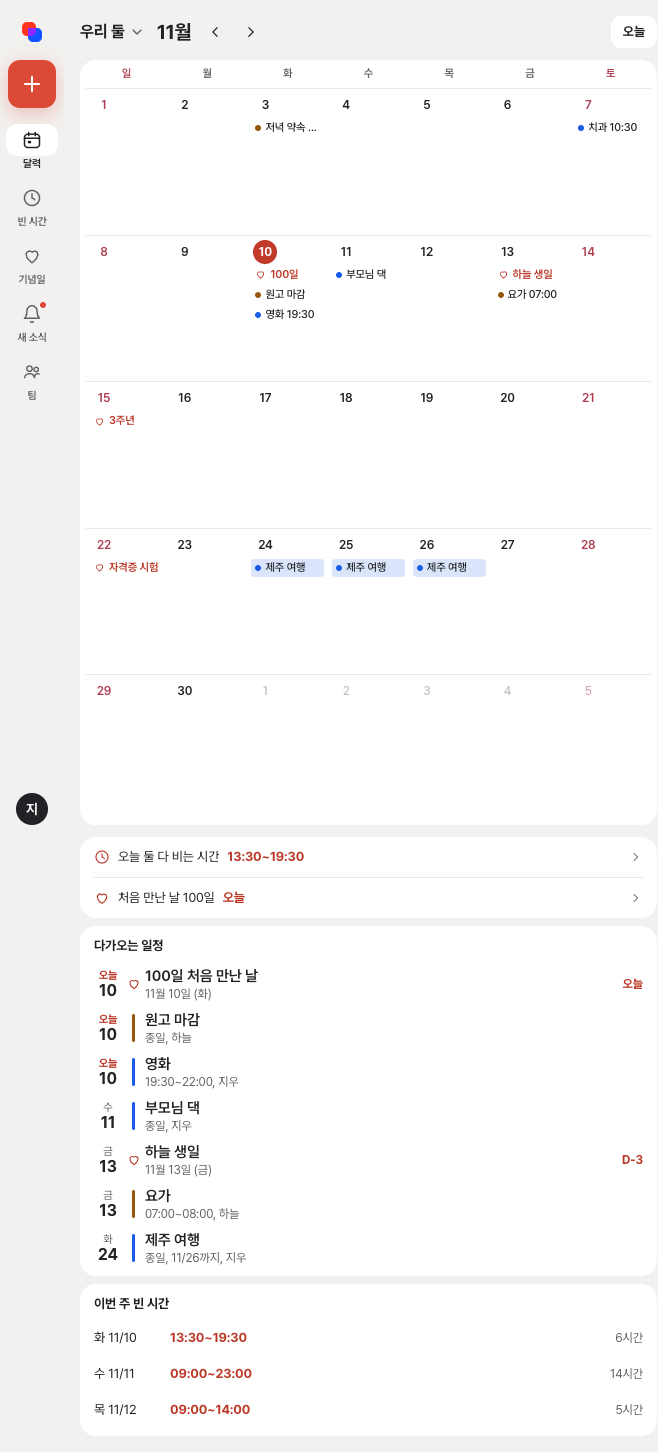 우리 둘 11월 오늘
일 월 화 수 목 금 토
1 2 3 4 5 6 7
저녁 약속 ... 치과 10:30
달력
빈 시간
기념일
새 소식
팀
8 9 10 11 12 13 14
100일 부모님 댁 하늘 생일
원고 마감 요가 07:00
영화 19:30
15 16 17 18 19 20 21
3주년
22 23 24 25 26 27 28
자격증 시험 제주 여행 제주 여행 제주 여행
29 30 1 2 3 4 5
지
오늘 둘 다 비는 시간 13:30~19:30
처음 만난 날 100일 오늘
다가오는 일정
오늘 100일 처음 만난 날 오늘
10 11월 10일 (화)
오늘 원고 마감
10 종일, 하늘
오늘 영화
10 19:30~22:00, 지우
수 부모님 댁
11 종일, 지우
금 하늘 생일 D-3
13 11월 13일 (금)
금 요가
13 07:00~08:00, 하늘
화 제주 여행
24 종일, 11/26까지, 지우
이번 주 빈 시간
화 11/10 13:30~19:30 6시간
수 11/11 09:00~23:00 14시간
목 11/12 09:00~14:00 5시간